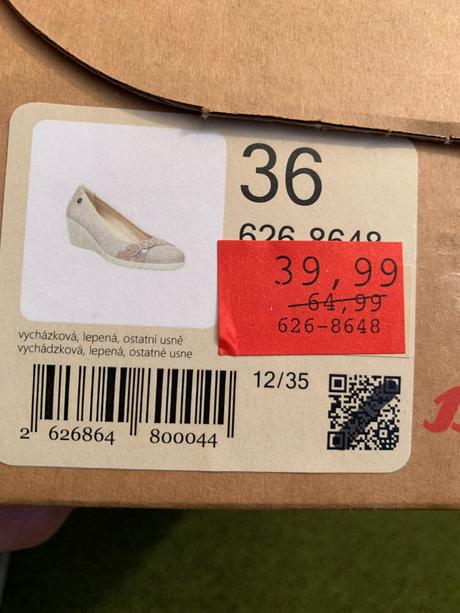 36
626-8648
39,99
64,99
626-8648
vycházková, lepená, ostatní usně
vychádzková, lepená, ostatné usne
12/35
2 626864 800044